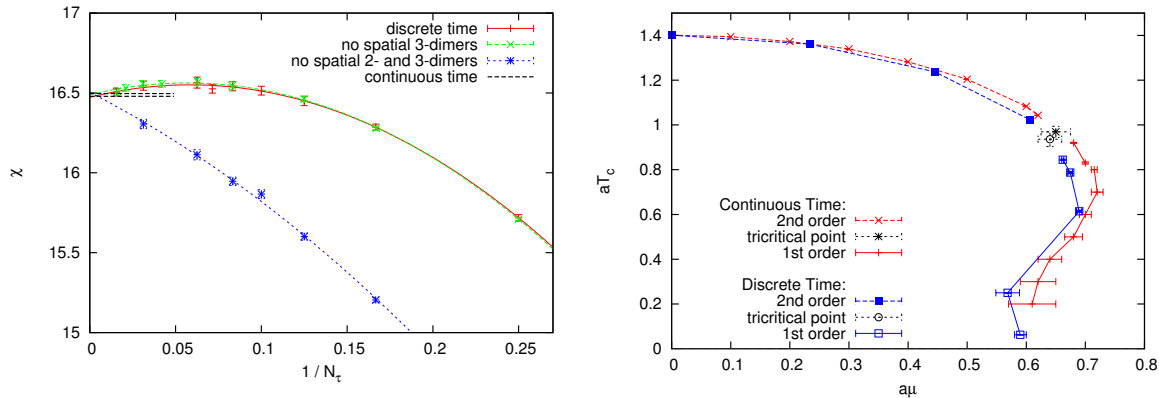 17
16.5
16
15.5
15
χ
0
0.05
0.1
0.15
0.2
0.25
1 / Nτ
discrete time
no spatial 3-dimers
no spatial 2- and 3-dimers
continuous time
1.4
1.2
1
0.8
0.6
0.4
0.2
0
aTc
0
0.1
0.2
0.3
0.4
0.5
0.6
0.7
0.8
aμ
Continuous Time:
2nd order
tricritical point
1st order
Discrete Time:
2nd order
tricritical point
1st order